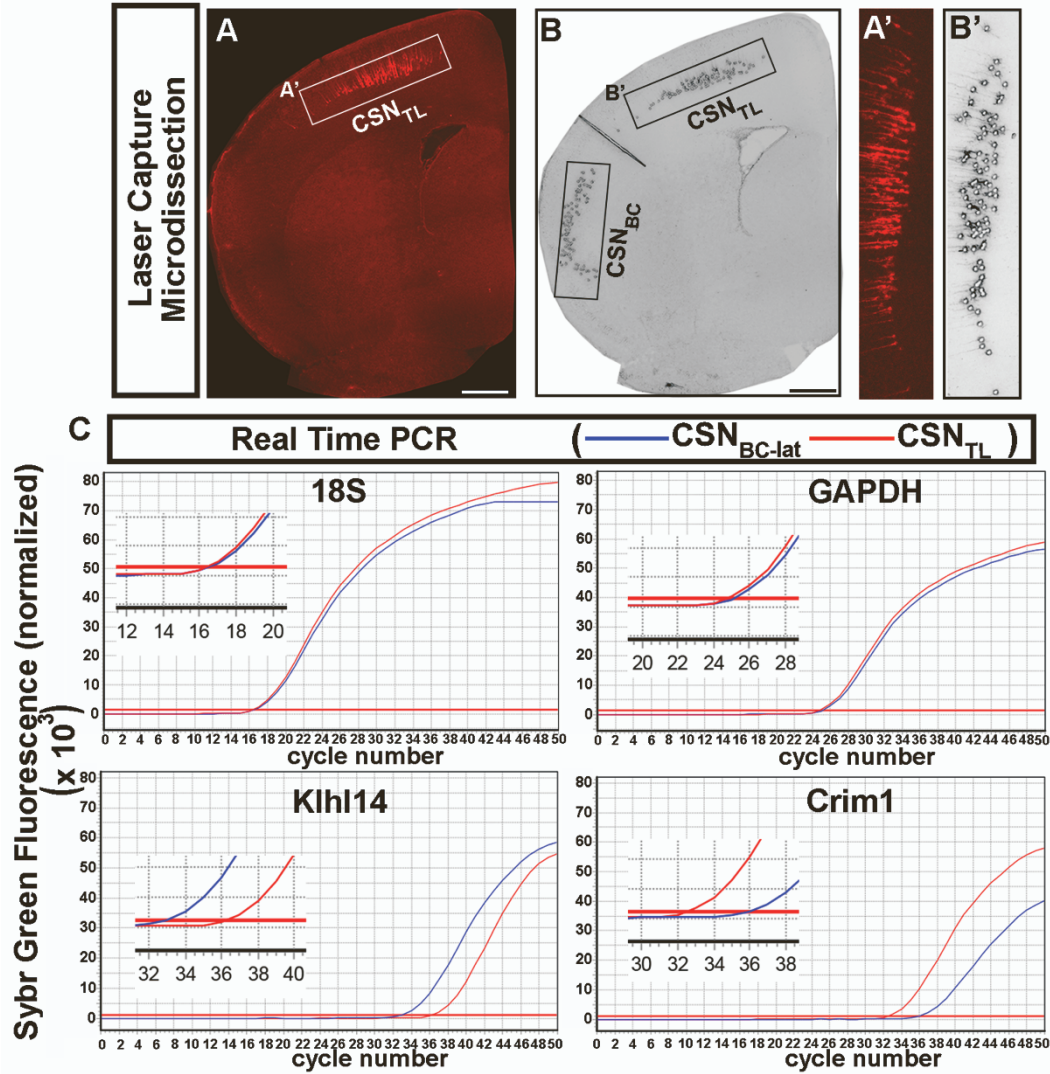 Laser Capture
Microdissection
A
A'
CSN_TL
B
B'
CSN_TL
CSN_BC
A'
B'
C
Real Time PCR ( CSN_BC-lat CSN_TL )
Sybr Green Fluorescence (normalized)
(x 10³)
18S
80
70
60
50
40
30
20
10
0
12 14 16 18 20
0 2 4 6 8 10 12 14 16 18 20 22 24 26 28 30 32 34 36 38 40 42 44 46 48 50
cycle number
GAPDH
80
70
60
50
40
30
20
10
0
20 22 24 26 28
0 2 4 6 8 10 12 14 16 18 20 22 24 26 28 30 32 34 36 38 40 42 44 46 48 50
cycle number
Klhl14
80
70
60
50
40
30
20
10
0
32 34 36 38 40
0 2 4 6 8 10 12 14 16 18 20 22 24 26 28 30 32 34 36 38 40 42 44 46 48 50
cycle number
Crim1
80
70
60
50
40
30
20
10
0
30 32 34 36 38
0 2 4 6 8 10 12 14 16 18 20 22 24 26 28 30 32 34 36 38 40 42 44 46 48 50
cycle number